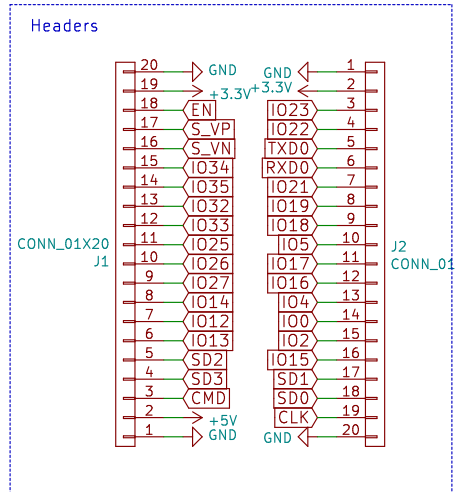 Headers
20 GND GND 1
19 +3.3V +3.3V 2
18 EN IO23 3
17 S_VP IO22 4
16 S_VN TXD0 5
15 IO34 RXD0 6
14 IO35 IO21 7
13 IO32 IO19 8
12 IO33 IO18 9
CONN_01X20 11 IO25 IO5 10 J2
J1 10 IO26 IO17 11 CONN_01
9 IO27 IO16 12
8 IO14 IO4 13
7 IO12 IO0 14
6 IO13 IO2 15
5 SD2 IO15 16
4 SD3 SD1 17
3 CMD SD0 18
2 +5V CLK 19
1 GND GND 20